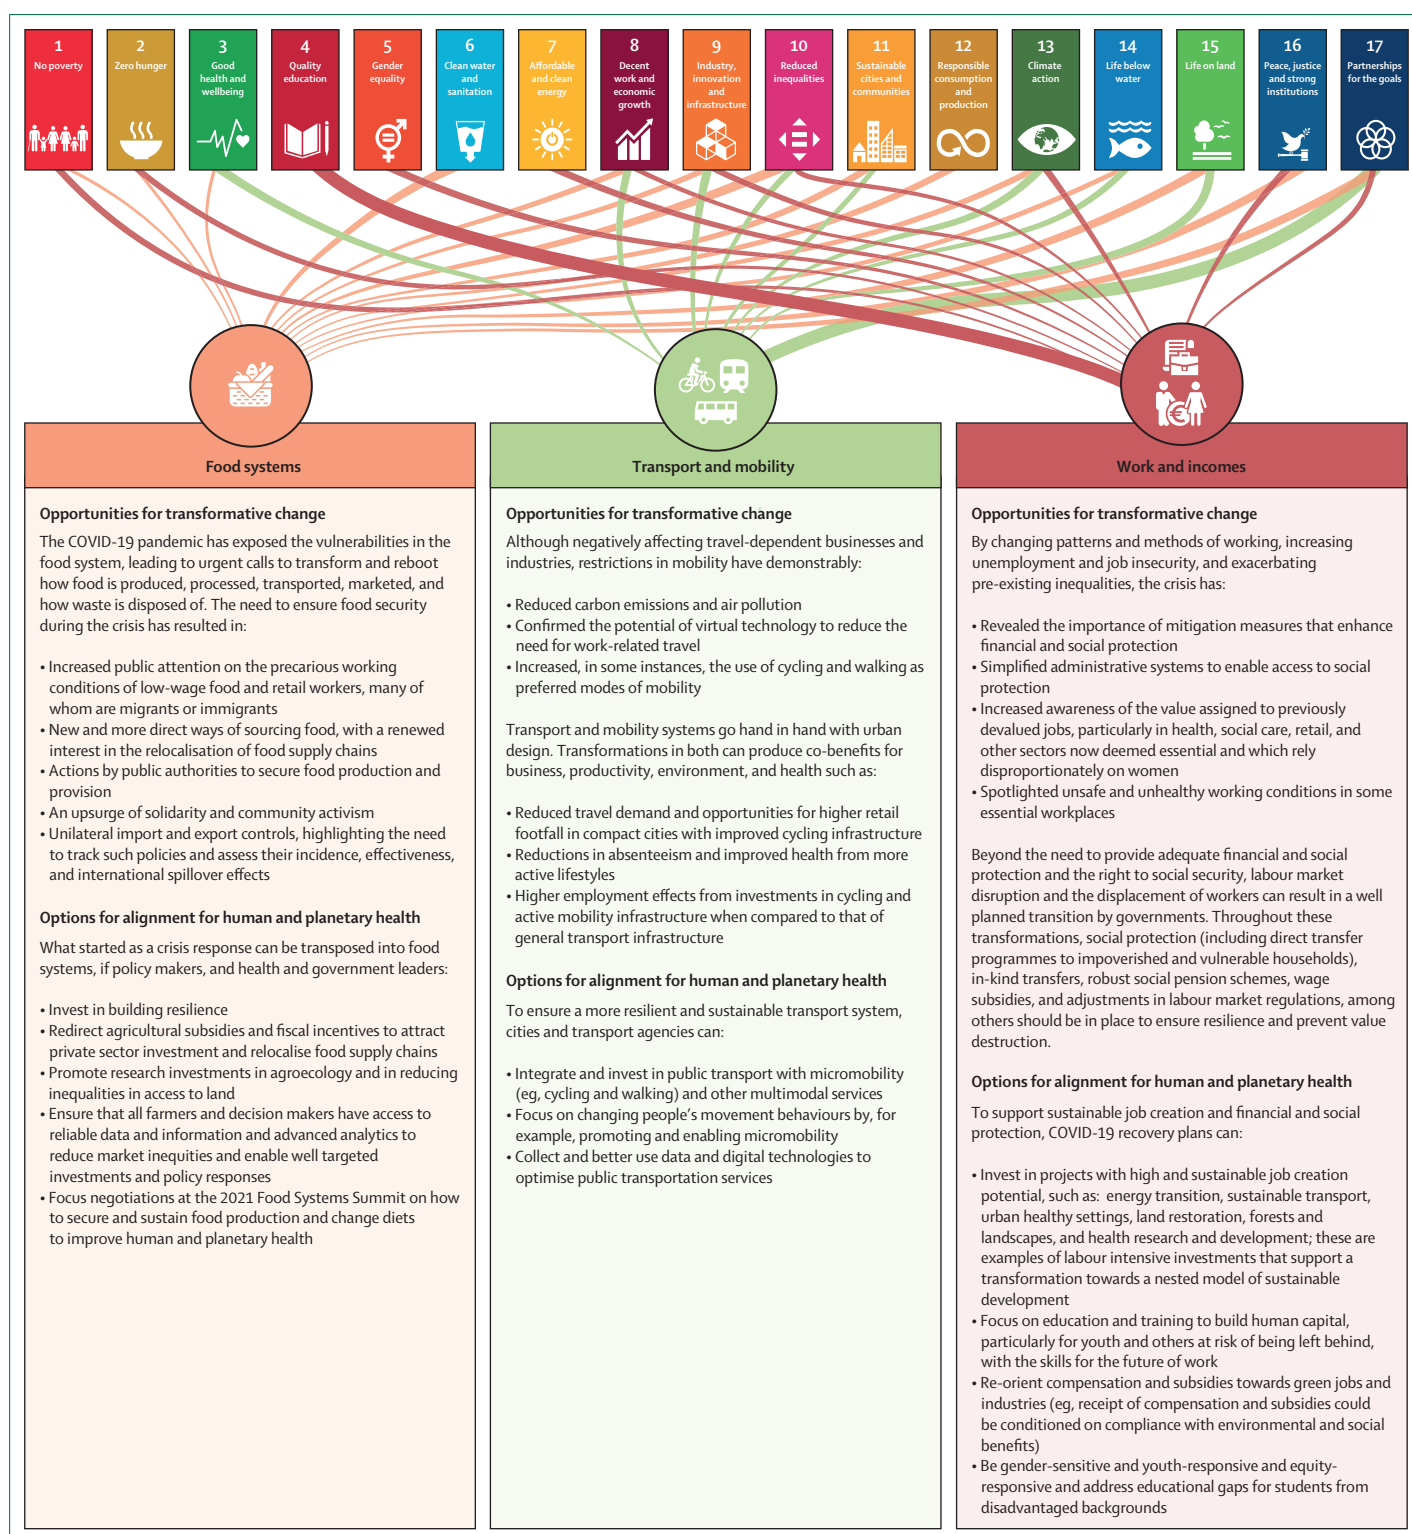 1
No poverty
2
Zero hunger
3
Good
health and
wellbeing
4
Quality
education
5
Gender
equality
6
Clean water
and
sanitation
7
Affordable
and clean
energy
8
Decent
work and
economic
growth
9
Industry,
innovation
and
infrastructure
10
Reduced
inequalities
11
Sustainable
cities and
communities
12
Responsible
consumption
and
production
13
Climate
action
14
Life below
water
15
Life on land
16
Peace, justice
and strong
institutions
17
Partnerships
for the goals
€
Food systems
Opportunities for transformative change
The COVID-19 pandemic has exposed the vulnerabilities in the
food system, leading to urgent calls to transform and reboot
how food is produced, processed, transported, marketed, and
how waste is disposed of. The need to ensure food security
during the crisis has resulted in:
• Increased public attention on the precarious working
conditions of low-wage food and retail workers, many of
whom are migrants or immigrants
• New and more direct ways of sourcing food, with a renewed
interest in the relocalisation of food supply chains
• Actions by public authorities to secure food production and
provision
• An upsurge of solidarity and community activism
• Unilateral import and export controls, highlighting the need
to track such policies and assess their incidence, effectiveness,
and international spillover effects
Options for alignment for human and planetary health
What started as a crisis response can be transposed into food
systems, if policy makers, and health and government leaders:
• Invest in building resilience
• Redirect agricultural subsidies and fiscal incentives to attract
private sector investment and relocalise food supply chains
• Promote research investments in agroecology and in reducing
inequalities in access to land
• Ensure that all farmers and decision makers have access to
reliable data and information and advanced analytics to
reduce market inequities and enable well targeted
investments and policy responses
• Focus negotiations at the 2021 Food Systems Summit on how
to secure and sustain food production and change diets
to improve human and planetary health
Transport and mobility
Opportunities for transformative change
Although negatively affecting travel-dependent businesses and
industries, restrictions in mobility have demonstrably:
• Reduced carbon emissions and air pollution
• Confirmed the potential of virtual technology to reduce the
need for work-related travel
• Increased, in some instances, the use of cycling and walking as
preferred modes of mobility
Transport and mobility systems go hand in hand with urban
design. Transformations in both can produce co-benefits for
business, productivity, environment, and health such as:
• Reduced travel demand and opportunities for higher retail
footfall in compact cities with improved cycling infrastructure
• Reductions in absenteeism and improved health from more
active lifestyles
• Higher employment effects from investments in cycling and
active mobility infrastructure when compared to that of
general transport infrastructure
Options for alignment for human and planetary health
To ensure a more resilient and sustainable transport system,
cities and transport agencies can:
• Integrate and invest in public transport with micromobility
(eg, cycling and walking) and other multimodal services
• Focus on changing people’s movement behaviours by, for
example, promoting and enabling micromobility
• Collect and better use data and digital technologies to
optimise public transportation services
Work and incomes
Opportunities for transformative change
By changing patterns and methods of working, increasing
unemployment and job insecurity, and exacerbating
pre-existing inequalities, the crisis has:
• Revealed the importance of mitigation measures that enhance
financial and social protection
• Simplified administrative systems to enable access to social
protection
• Increased awareness of the value assigned to previously
devalued jobs, particularly in health, social care, retail, and
other sectors now deemed essential and which rely
disproportionately on women
• Spotlighted unsafe and unhealthy working conditions in some
essential workplaces
Beyond the need to provide adequate financial and social
protection and the right to social security, labour market
disruption and the displacement of workers can result in a well
planned transition by governments. Throughout these
transformations, social protection (including direct transfer
programmes to impoverished and vulnerable households),
in-kind transfers, robust social pension schemes, wage
subsidies, and adjustments in labour market regulations, among
others should be in place to ensure resilience and prevent value
destruction.
Options for alignment for human and planetary health
To support sustainable job creation and financial and social
protection, COVID-19 recovery plans can:
• Invest in projects with high and sustainable job creation
potential, such as: energy transition, sustainable transport,
urban healthy settings, land restoration, forests and
landscapes, and health research and development; these are
examples of labour intensive investments that support a
transformation towards a nested model of sustainable
development
• Focus on education and training to build human capital,
particularly for youth and others at risk of being left behind,
with the skills for the future of work
• Re-orient compensation and subsidies towards green jobs and
industries (eg, receipt of compensation and subsidies could
be conditioned on compliance with environmental and social
benefits)
• Be gender-sensitive and youth-responsive and equity-
responsive and address educational gaps for students from
disadvantaged backgrounds